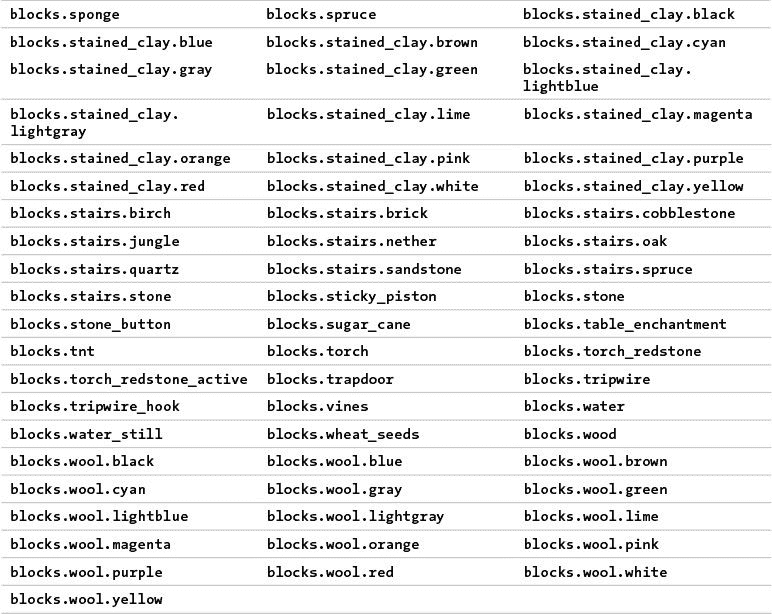 blocks.sponge blocks.spruce blocks.stained_clay.black
blocks.stained_clay.blue blocks.stained_clay.brown blocks.stained_clay.cyan
blocks.stained_clay.gray blocks.stained_clay.green blocks.stained_clay.
lightblue
blocks.stained_clay. blocks.stained_clay.lime blocks.stained_clay.magenta
lightgray
blocks.stained_clay.orange blocks.stained_clay.pink blocks.stained_clay.purple
blocks.stained_clay.red blocks.stained_clay.white blocks.stained_clay.yellow
blocks.stairs.birch blocks.stairs.brick blocks.stairs.cobblestone
blocks.stairs.jungle blocks.stairs.nether blocks.stairs.oak
blocks.stairs.quartz blocks.stairs.sandstone blocks.stairs.spruce
blocks.stairs.stone blocks.sticky_piston blocks.stone
blocks.stone_button blocks.sugar_cane blocks.table_enchantment
blocks.tnt blocks.torch blocks.torch_redstone
blocks.torch_redstone_active blocks.trapdoor blocks.tripwire
blocks.tripwire_hook blocks.vines blocks.water
blocks.water_still blocks.wheat_seeds blocks.wood
blocks.wool.black blocks.wool.blue blocks.wool.brown
blocks.wool.cyan blocks.wool.gray blocks.wool.green
blocks.wool.lightblue blocks.wool.lightgray blocks.wool.lime
blocks.wool.magenta blocks.wool.orange blocks.wool.pink
blocks.wool.purple blocks.wool.red blocks.wool.white
blocks.wool.yellow